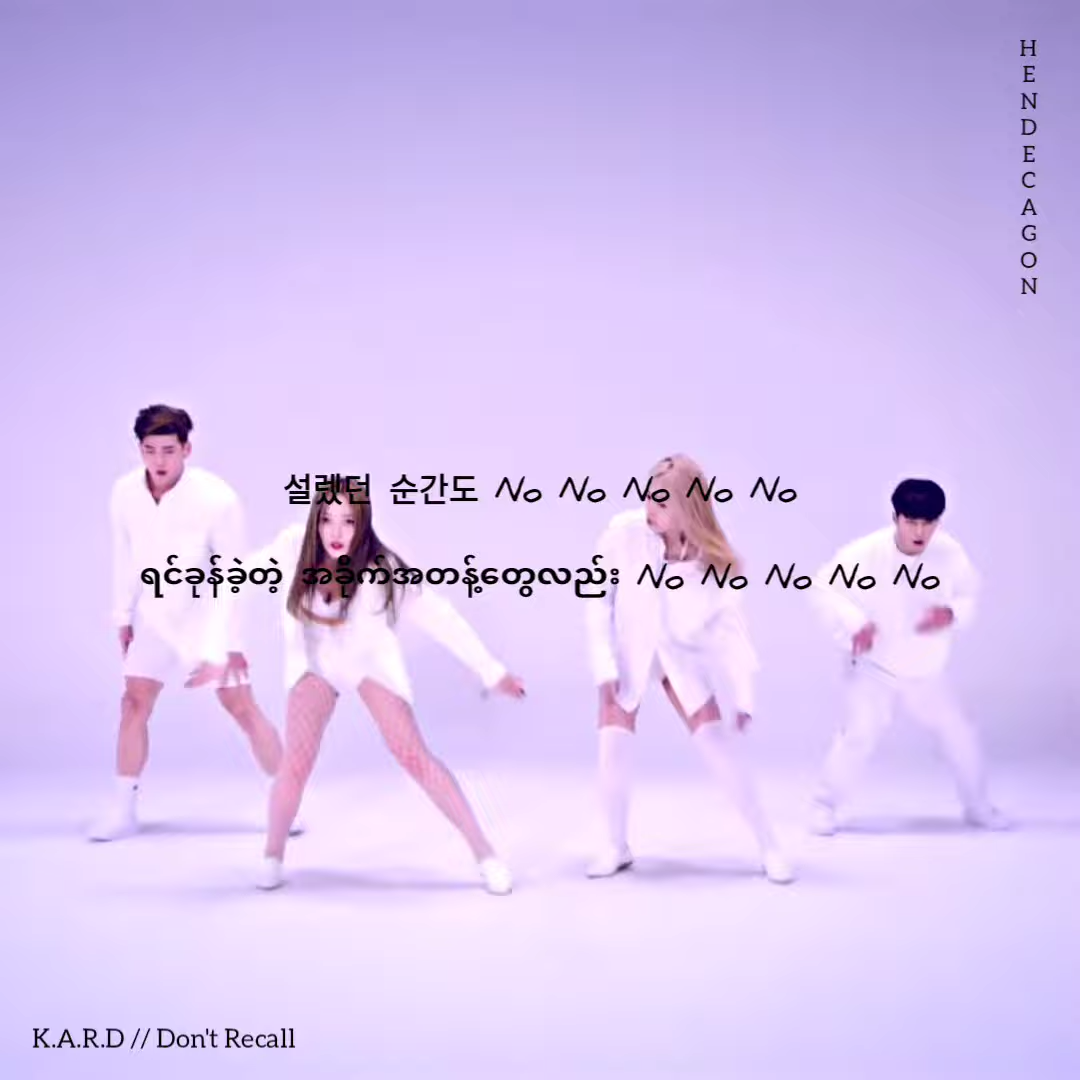 HENDECAGON
설렜던 순간도 No No No No No
ရင်ခုန်ခဲ့တဲ့ အခိုက်အတန့်တွေလည်း No No No No No
K.A.R.D // Don't Recall